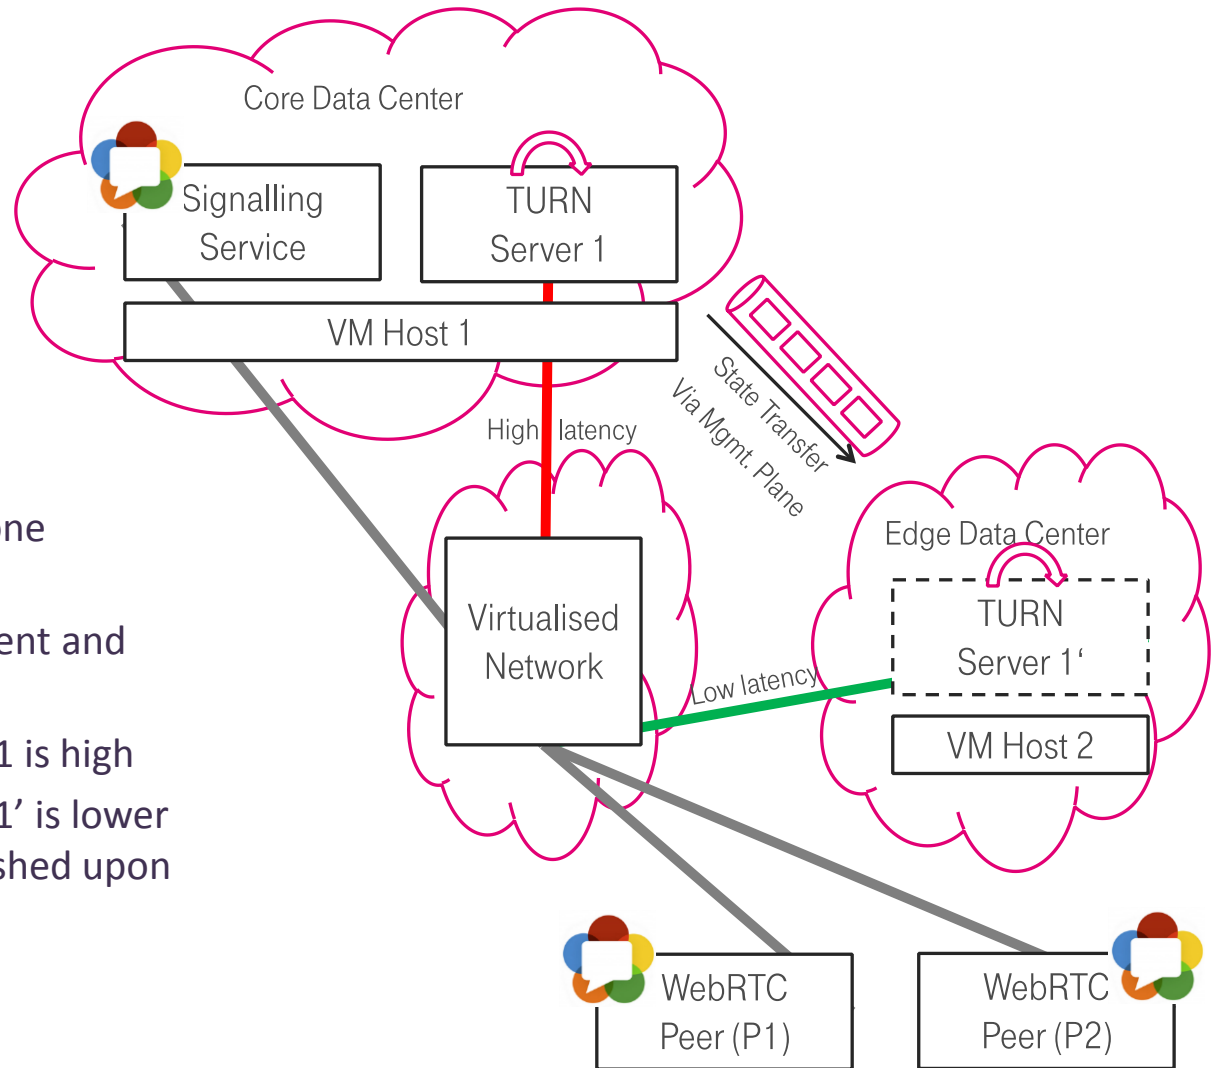 Core Data Center
Signalling
Service
TURN
Server 1
VM Host 1
State Transfer
Via Mgmt. Plane
High latency
one
ent and
1 is high
1’ is lower
shed upon
Virtualised
Network
Low latency
Edge Data Center
TURN
Server 1‘
VM Host 2
WebRTC
Peer (P1)
WebRTC
Peer (P2)